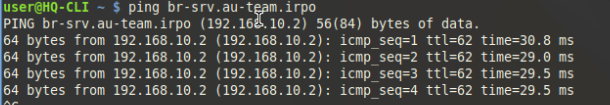 user@HQ-CLI ~ $ ping br-srv.au-team.irpo
PING br-srv.au-team.irpo (192.168.10.2) 56(84) bytes of data.
64 bytes from 192.168.10.2 (192.168.10.2): icmp_seq=1 ttl=62 time=30.8 ms
64 bytes from 192.168.10.2 (192.168.10.2): icmp_seq=2 ttl=62 time=29.0 ms
64 bytes from 192.168.10.2 (192.168.10.2): icmp_seq=3 ttl=62 time=29.5 ms
64 bytes from 192.168.10.2 (192.168.10.2): icmp_seq=4 ttl=62 time=29.5 ms